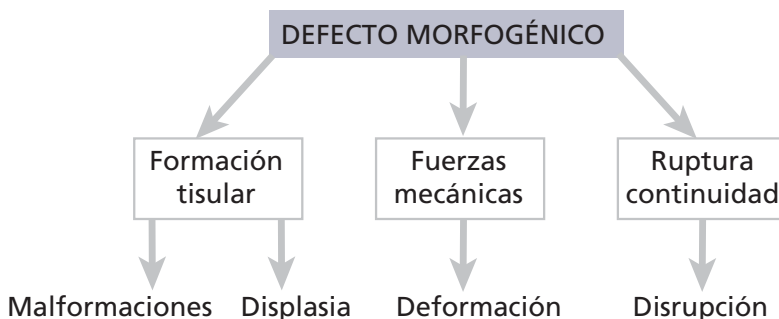 DEFECTO MORFOGÉNICO
Formación
tisular
Fuerzas
mecánicas
Ruptura
continuidad
Malformaciones
Displasia
Deformación
Disrupción